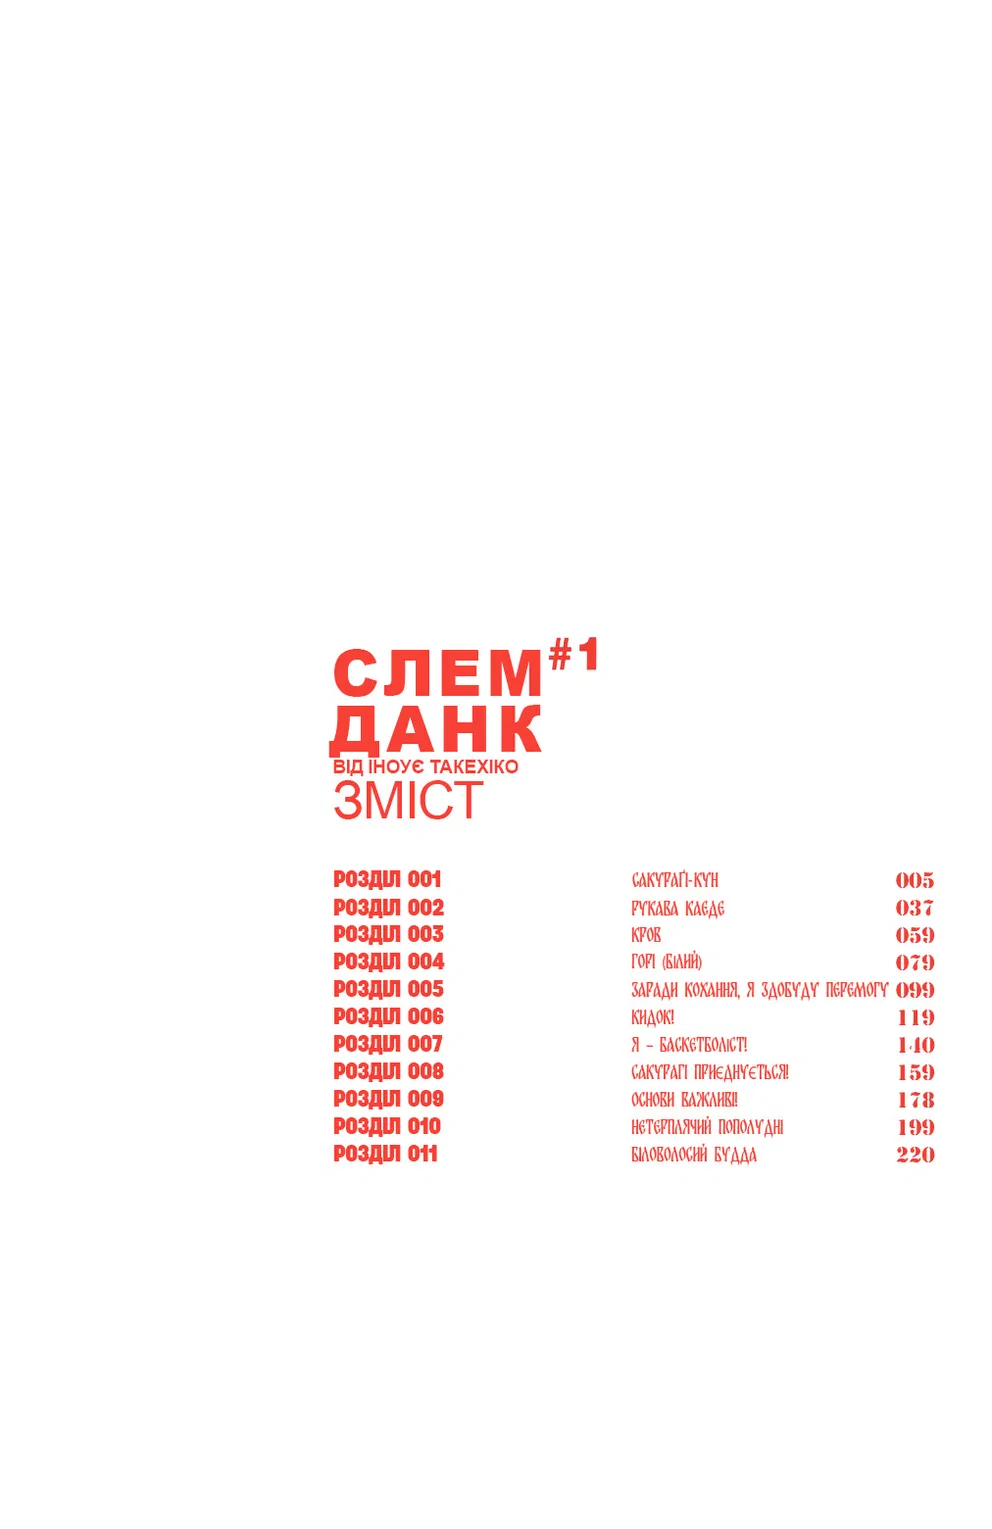 СЛЕМ #1
ДАНК
ВІД ІНОУЄ ТАКЕХІКО
ЗМІСТ
РОЗДІЛ 001 САКУРАҐІ-КУН 005
РОЗДІЛ 002 РУКАВА КАЄДЕ 037
РОЗДІЛ 003 КРОВ 059
РОЗДІЛ 004 ГОРІ (БІЛИЙ) 079
РОЗДІЛ 005 ЗАРАДИ КОХАННЯ, Я ЗДОБУДУ ПЕРЕМОГУ 099
РОЗДІЛ 006 КИДОК! 119
РОЗДІЛ 007 Я – БАСКЕТБОЛІСТ! 140
РОЗДІЛ 008 САКУРАГІ ПРИЄДНУЄТЬСЯ! 159
РОЗДІЛ 009 ОСНОВИ ВАЖЛИВІ! 178
РОЗДІЛ 010 НЕТЕРПЛЯЧИЙ ПОПОЛУДНІ 199
РОЗДІЛ 011 БІЛОВОЛОСИЙ БУДДА 220